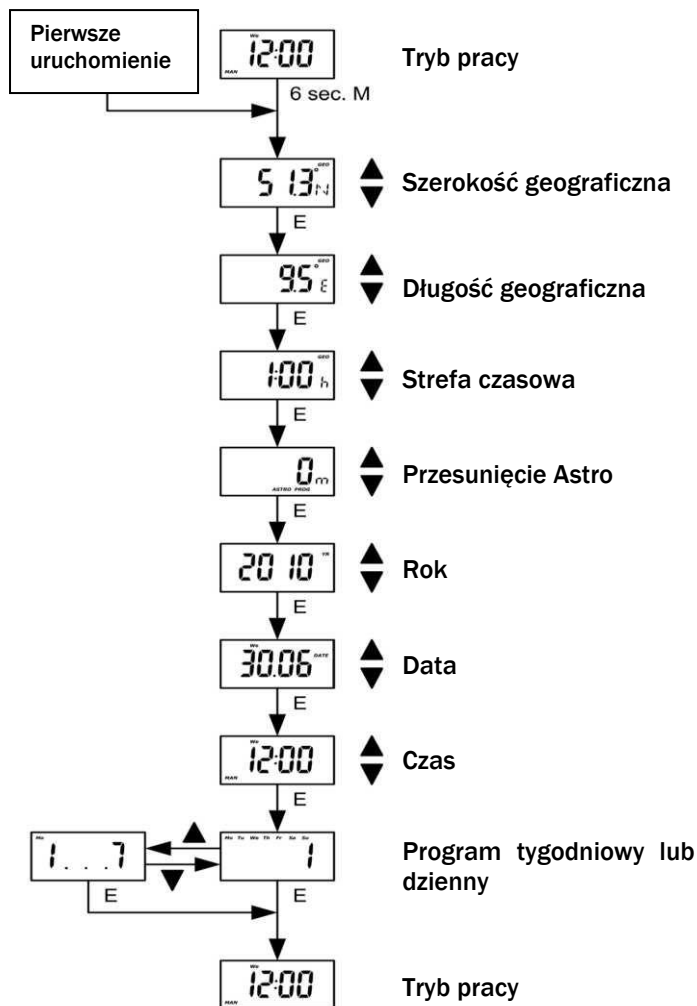 Pierwsze
uruchomienie
We
12:00
MAN
Tryb pracy
6 sec. M
GEO
51.3° N
Szerokość geograficzna
E
GEO
9.5° E
Długość geograficzna
E
GEO
1:00 h
Strefa czasowa
E
0m
ASTRO PROG
Przesunięcie Astro
E
2010 YR
Rok
E
We
30.06 DATE
Data
E
We
12:00
MAN
Czas
E
Mo
1...7
Mo Tu We Th Fr Sa Su
1
Program tygodniowy lub
dzienny
E
E
We
12:00
MAN
Tryb pracy